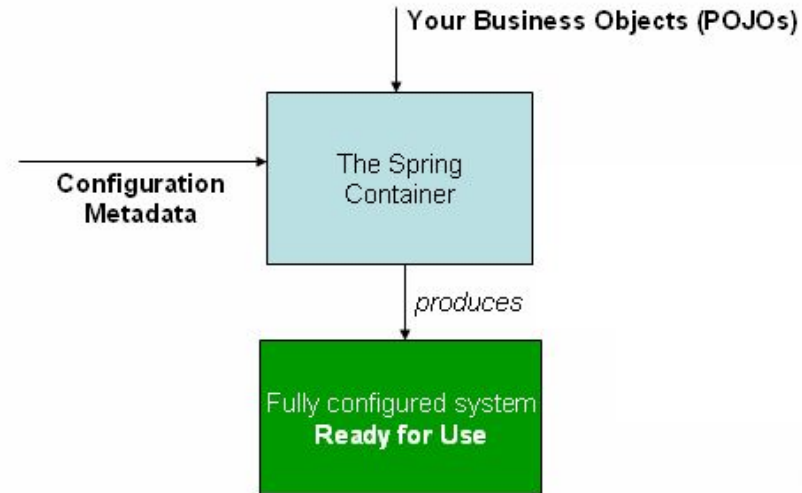 Your Business Objects (POJOs)
The Spring
Container
Configuration
Metadata
produces
Fully configured system
Ready for Use